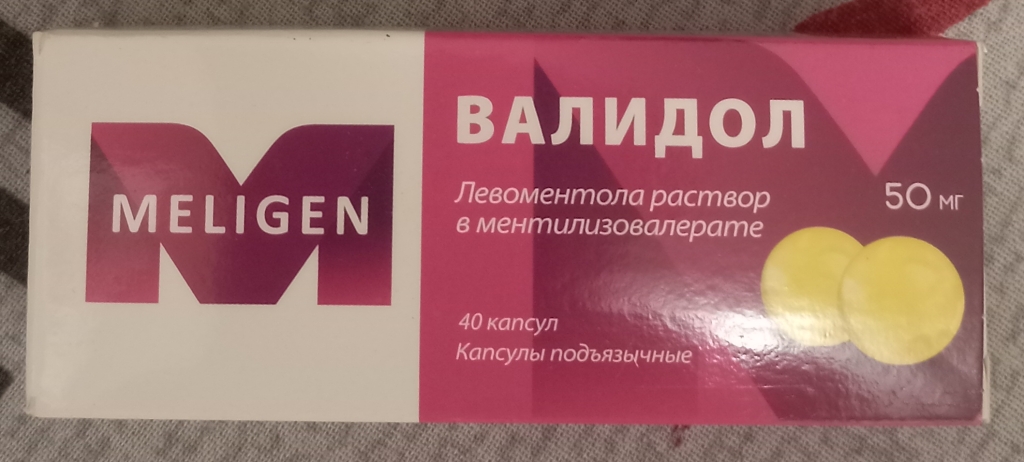 MELIGEN
ВАЛИДОЛ
Левоментола раствор
в ментилизовалерате
50 мг
40 капсул
Капсулы подъязычные